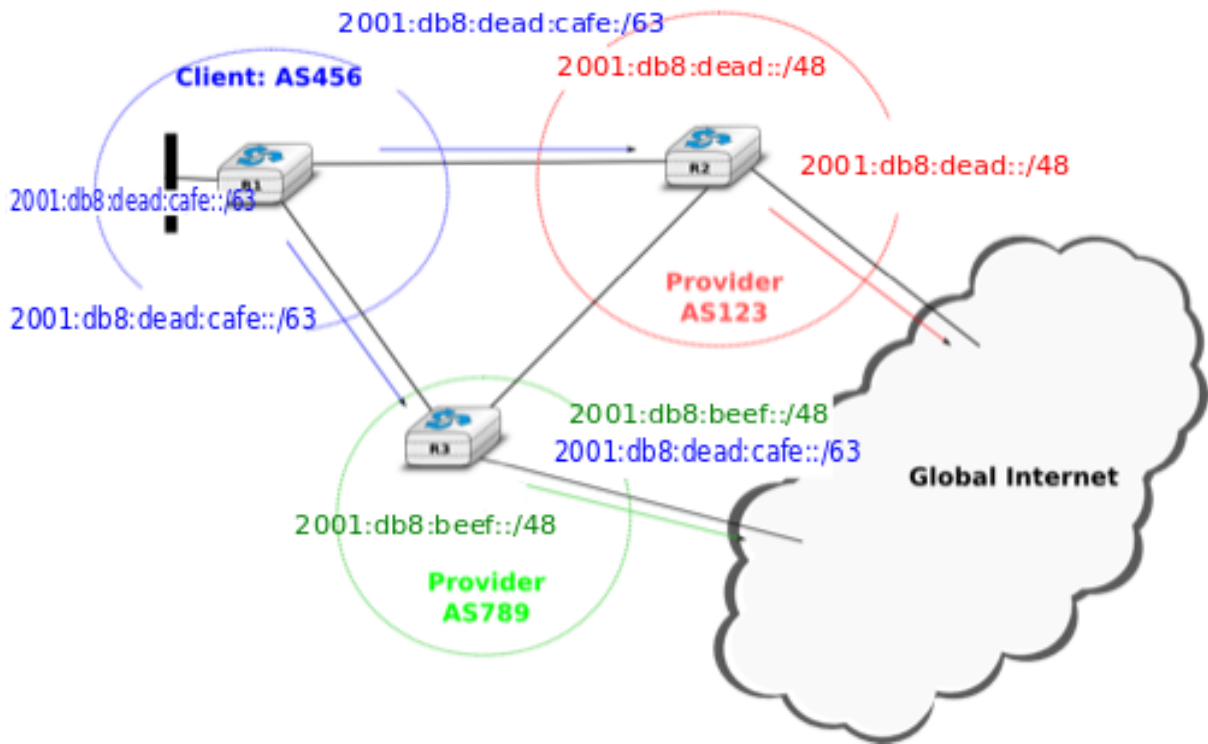 2001:db8:dead:cafe:/63
2001:db8:dead::/48
Client: AS456
R1
R2
2001:db8:dead::/48
2001:db8:dead:cafe::/63
Provider
AS123
2001:db8:dead:cafe::/63
2001:db8:beef::/48
R3
2001:db8:dead:cafe::/63
Global Internet
2001:db8:beef::/48
Provider
AS789